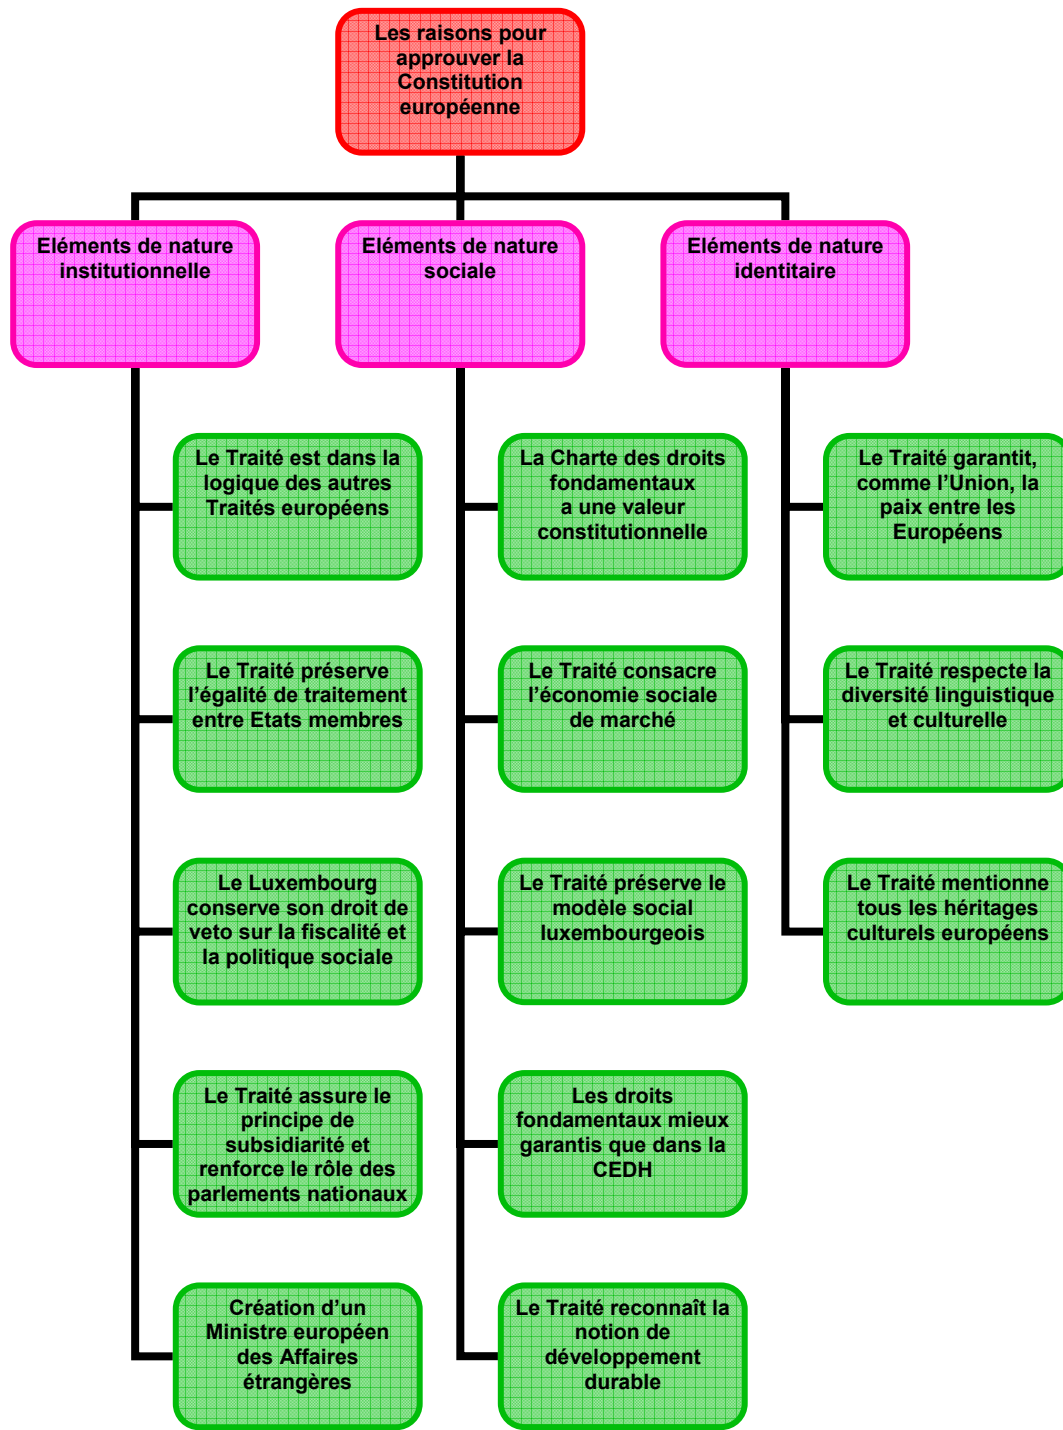 Les raisons pour
approuver la
Constitution
européenne
Eléments de nature
institutionnelle
Eléments de nature
sociale
Eléments de nature
identitaire
Le Traité est dans la
logique des autres
Traités européens
Le Traité préserve
l’égalité de traitement
entre Etats membres
Le Luxembourg
conserve son droit de
veto sur la fiscalité et
la politique sociale
Le Traité assure le
principe de
subsidiarité et
renforce le rôle des
parlements nationaux
Création d’un
Ministre européen
des Affaires
étrangères
La Charte des droits
fondamentaux
a une valeur
constitutionnelle
Le Traité consacre
l’économie sociale
de marché
Le Traité préserve le
modèle social
luxembourgeois
Les droits
fondamentaux mieux
garantis que dans la
CEDH
Le Traité reconnaît la
notion de
développement
durable
Le Traité garantit,
comme l’Union, la
paix entre les
Européens
Le Traité respecte la
diversité linguistique
et culturelle
Le Traité mentionne
tous les héritages
culturels européens